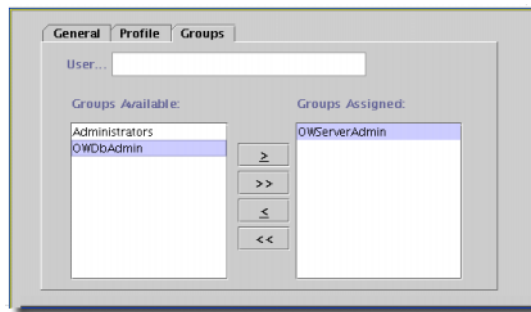 General Profile Groups
User...
Groups Available: Groups Assigned:
Administrators OWServerAdmin
OWDbAdmin
>
>>
<
<<